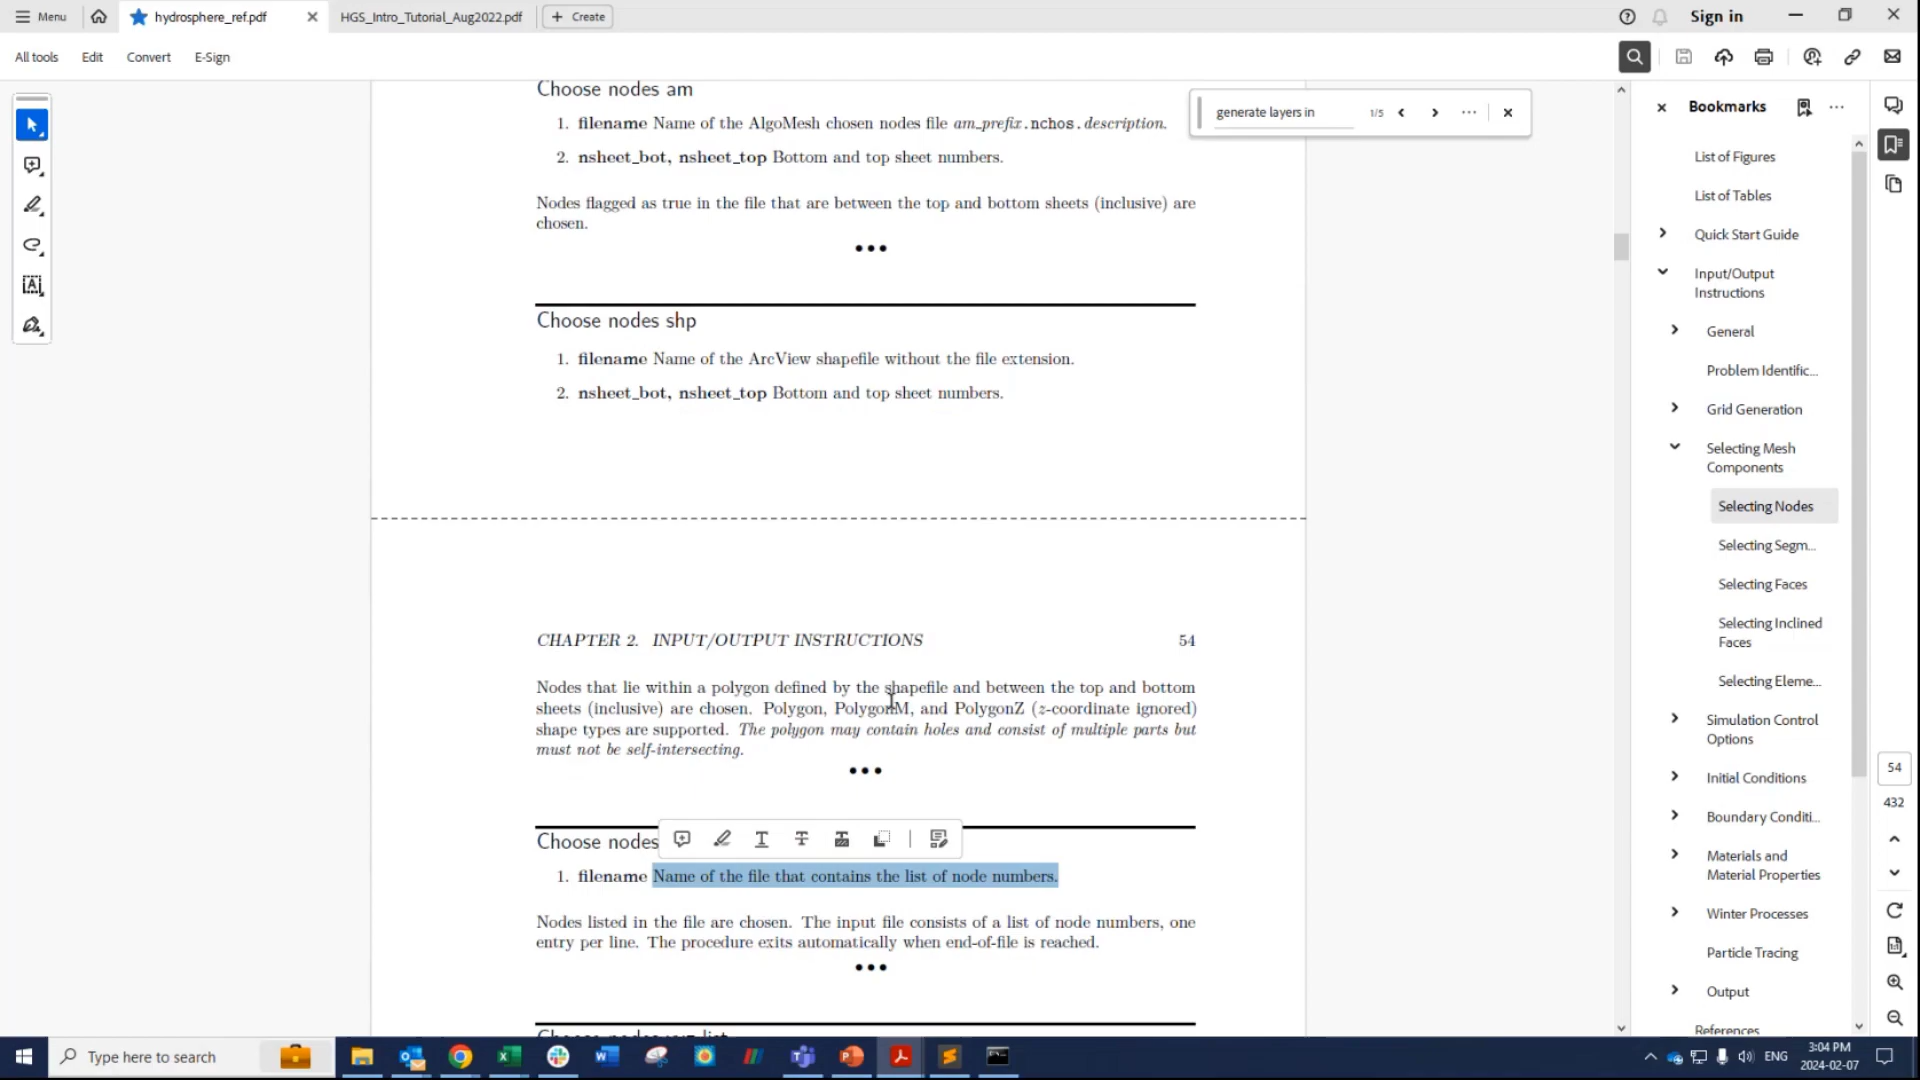 Menu
hydrosphere_ref.pdf
HGS_Intro_Tutorial_Aug2022.pdf
Create
Sign in
All tools
Edit
Convert
E-Sign
generate layers in
1/5
Choose nodes am
1. filename Name of the AlgoMesh chosen nodes file am_prefix.nchos.description.
2. nsheet_bot, nsheet_top Bottom and top sheet numbers.
Nodes flagged as true in the file that are between the top and bottom sheets (inclusive) are
chosen.
Choose nodes shp
1. filename Name of the ArcView shapefile without the file extension.
2. nsheet_bot, nsheet_top Bottom and top sheet numbers.
CHAPTER 2. INPUT/OUTPUT INSTRUCTIONS 54
Nodes that lie within a polygon defined by the shapefile and between the top and bottom
sheets (inclusive) are chosen. Polygon, PolygonM, and PolygonZ (z-coordinate ignored)
shape types are supported. The polygon may contain holes and consist of multiple parts but
must not be self-intersecting.
Choose nodes
1. filename Name of the file that contains the list of node numbers.
Nodes listed in the file are chosen. The input file consists of a list of node numbers, one
entry per line. The procedure exits automatically when end-of-file is reached.
Bookmarks
List of Figures
List of Tables
Quick Start Guide
Input/Output
Instructions
General
Problem Identific...
Grid Generation
Selecting Mesh
Components
Selecting Nodes
Selecting Segm...
Selecting Faces
Selecting Inclined
Faces
Selecting Eleme...
Simulation Control
Options
Initial Conditions
Boundary Conditi...
Materials and
Material Properties
Winter Processes
Particle Tracing
Output
References
54
432
Type here to search
ENG
3:04 PM
2024-02-07